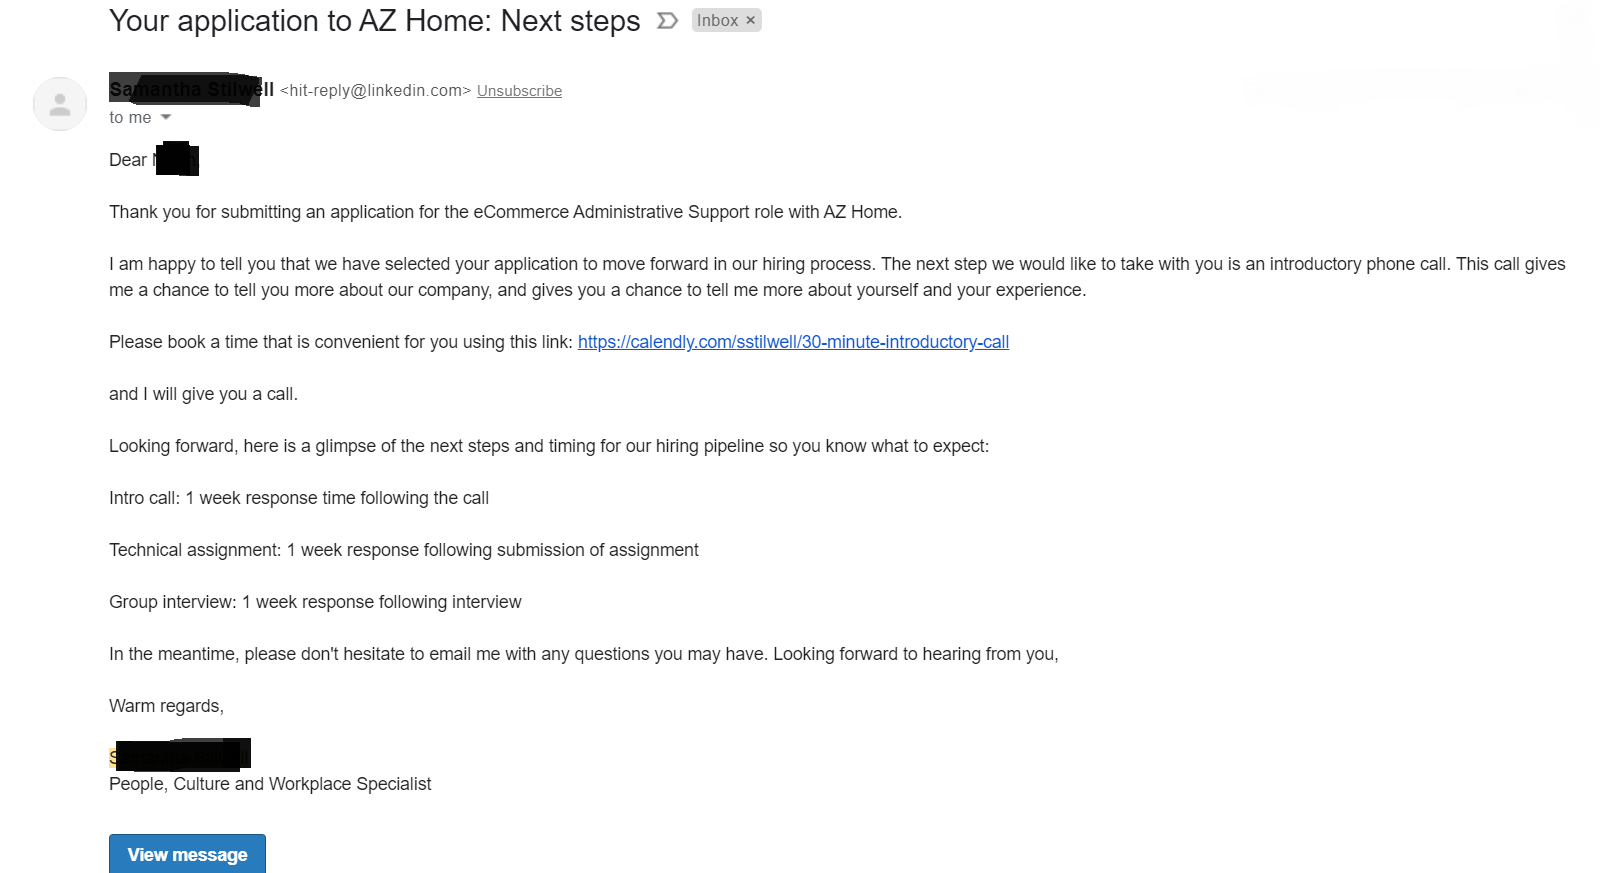 Your application to AZ Home: Next steps Inbox ×
Samantha Stilwell <hit-reply@linkedin.com> Unsubscribe
to me
Dear
Thank you for submitting an application for the eCommerce Administrative Support role with AZ Home.
I am happy to tell you that we have selected your application to move forward in our hiring process. The next step we would like to take with you is an introductory phone call. This call gives
me a chance to tell you more about our company, and gives you a chance to tell me more about yourself and your experience.
Please book a time that is convenient for you using this link: https://calendly.com/sstilwell/30-minute-introductory-call
and I will give you a call.
Looking forward, here is a glimpse of the next steps and timing for our hiring pipeline so you know what to expect:
Intro call: 1 week response time following the call
Technical assignment: 1 week response following submission of assignment
Group interview: 1 week response following interview
In the meantime, please don't hesitate to email me with any questions you may have. Looking forward to hearing from you,
Warm regards,
People, Culture and Workplace Specialist
View message